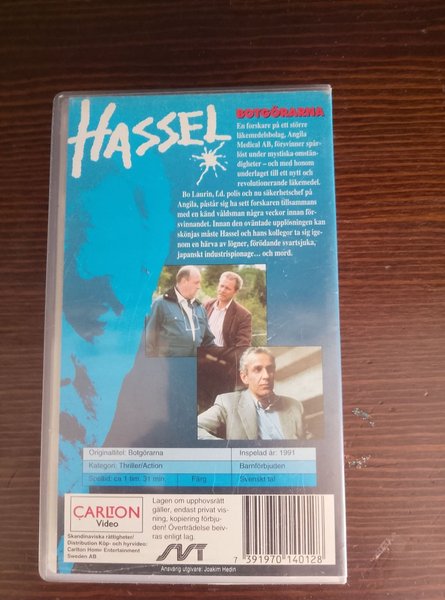 HASSEL
BOTGÖRARNA
En forskare på ett större
läkemedelsbolag, Angila
Medical AB, försvinner spår-
löst under mystiska omstän-
digheter – och med honom
underlaget till ett nytt och
revolutionerande läkemedel.
Bo Laurin, f.d. polis och nu säkerhetschef på
Angila, påstår sig ha sett forskaren tillsammans
med en känd våldsman några veckor innan för-
svinnandet. Innan den oväntade upplösningen kan
skönjas måste Hassel och hans kollegor ta sig ige-
nom en härva av lögner, förödande svartsjuka,
japanskt industrispionage... och mord.
Originaltitel: Botgörarna
Inspelad år: 1991
Kategori: Thriller/Action
Barnförbjuden
Speltid: ca 1 tim. 31 min.
Färg
Svenskt tal
CARLTON
Video
Skandinaviska rättigheter/
Distribution Köp- och hyrvideo:
Carlton Home Entertainment
Sweden AB
Lagen om upphovsrätt
gäller, endast privat vis-
ning, kopiering förbju-
den! Överträdelse beiv-
ras enligt lag.
SVT
Ansvarig utgivare: Joakim Hedin
7 391970 140128